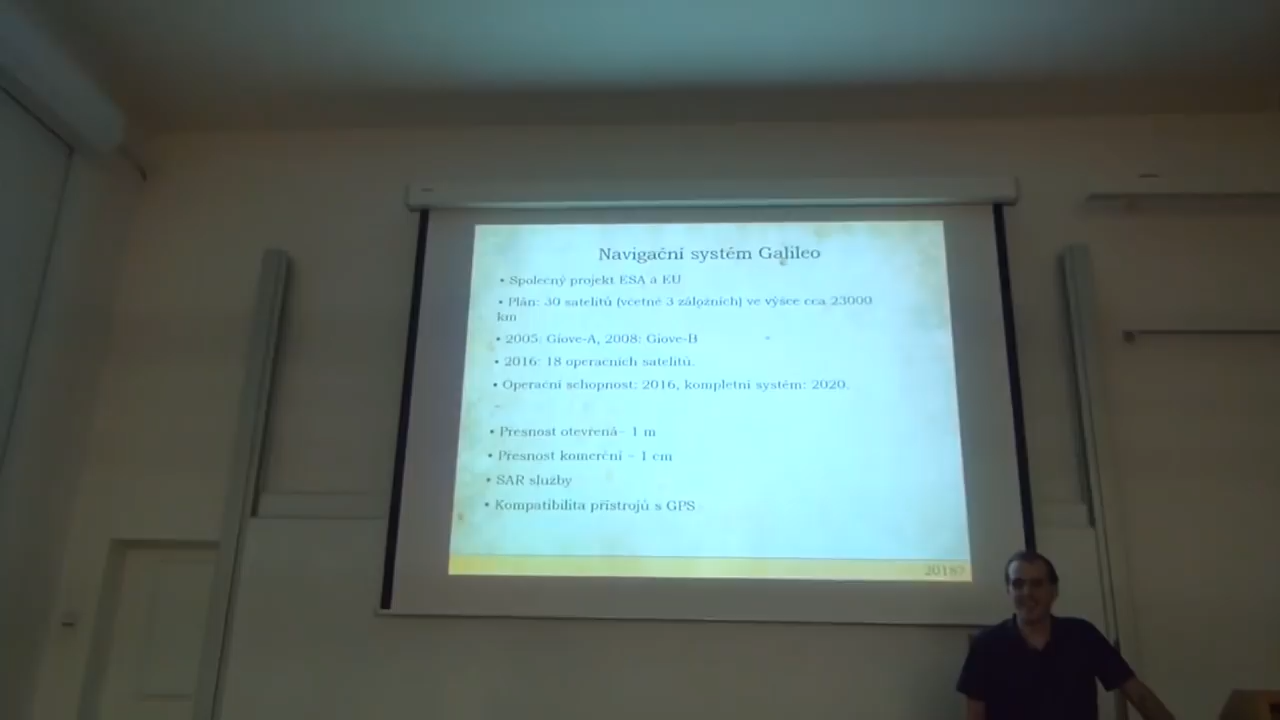 Navigační systém Galileo
• Společný projekt ESA a EU
• Plán: 30 satelitů (včetně 3 záložních) ve výšce cca 23000
km
• 2005: Giove-A, 2008: Giove-B
• 2016: 18 operačních satelitů.
• Operační schopnost: 2016, kompletní systém: 2020.
• Přesnost otevřená– 1 m
• Přesnost komerční – 1 cm
• SAR služby
• Kompatibilita přístrojů s GPS